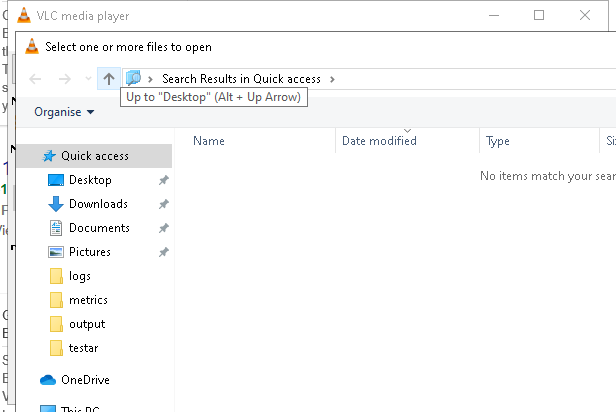 VLC media player
Select one or more files to open
Search Results in Quick access
Up to "Desktop" (Alt + Up Arrow)
Organise
Name Date modified Type
Quick access
No items match your sear
Desktop
Downloads
Documents
Pictures
logs
metrics
output
testar
OneDrive
This PC